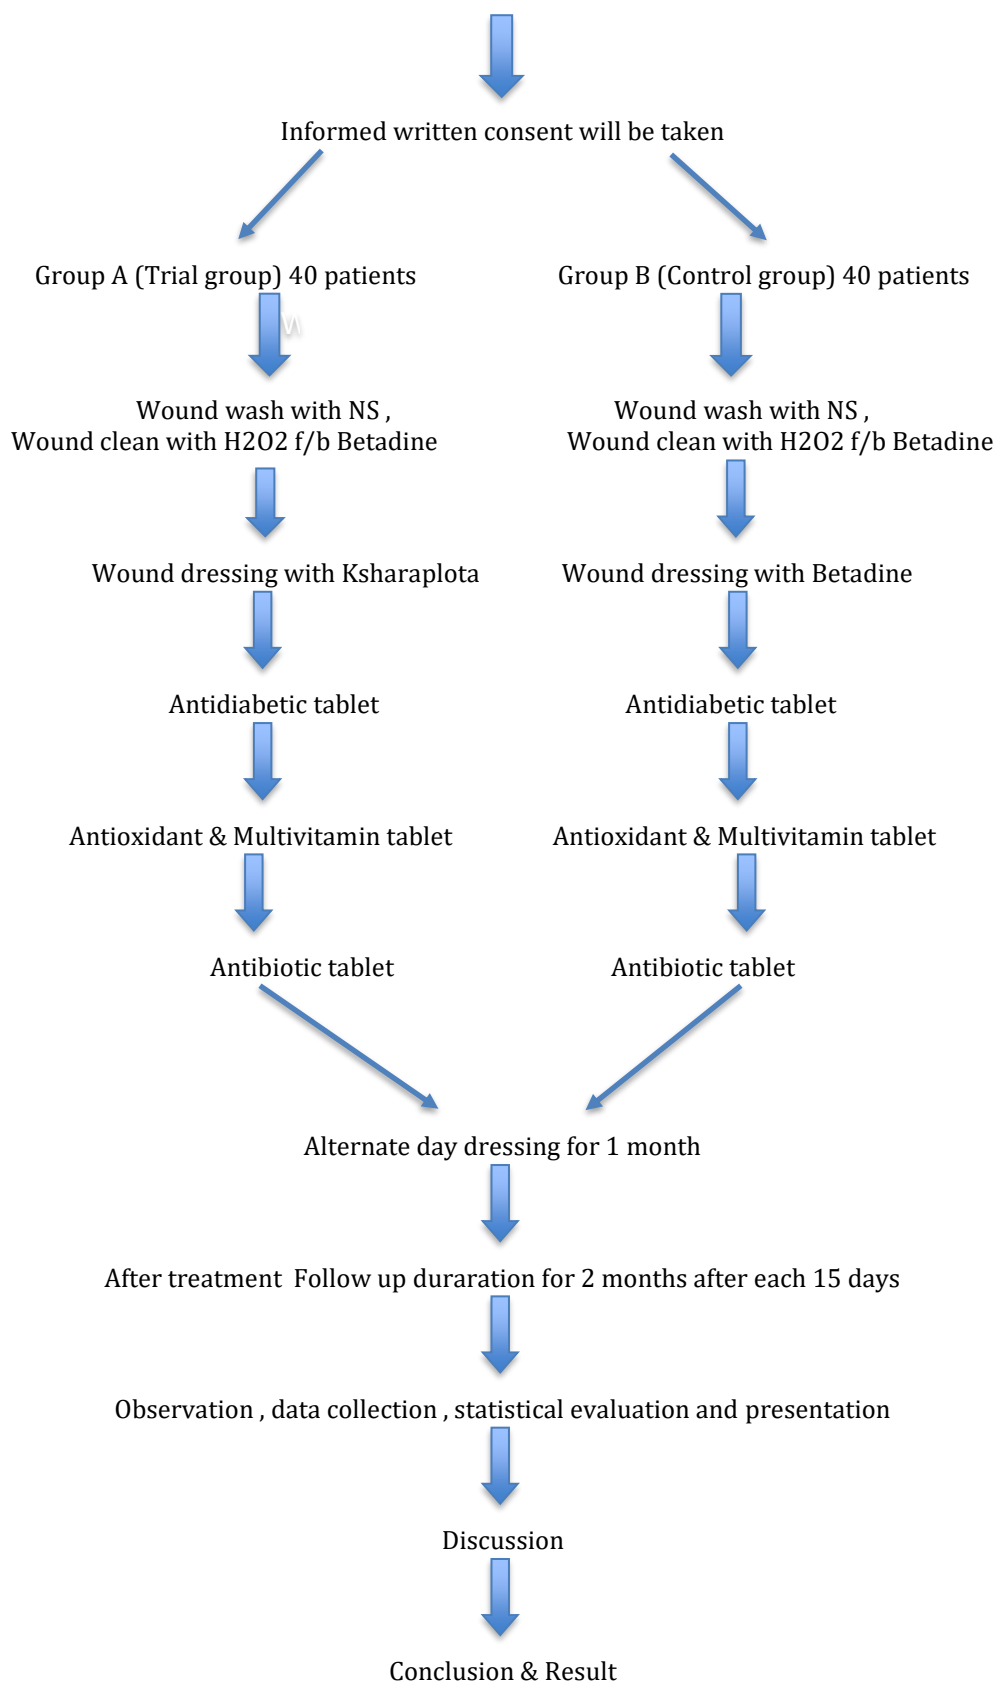 Informed written consent will be taken
Group A (Trial group) 40 patients
Group B (Control group) 40 patients
Wound wash with NS ,
Wound clean with H2O2 f/b Betadine
Wound wash with NS ,
Wound clean with H2O2 f/b Betadine
Wound dressing with Ksharaplota
Wound dressing with Betadine
Antidiabetic tablet
Antidiabetic tablet
Antioxidant & Multivitamin tablet
Antioxidant & Multivitamin tablet
Antibiotic tablet
Antibiotic tablet
Alternate day dressing for 1 month
After treatment  Follow up duraration for 2 months after each 15 days
Observation , data collection , statistical evaluation and presentation
Discussion
Conclusion & Result